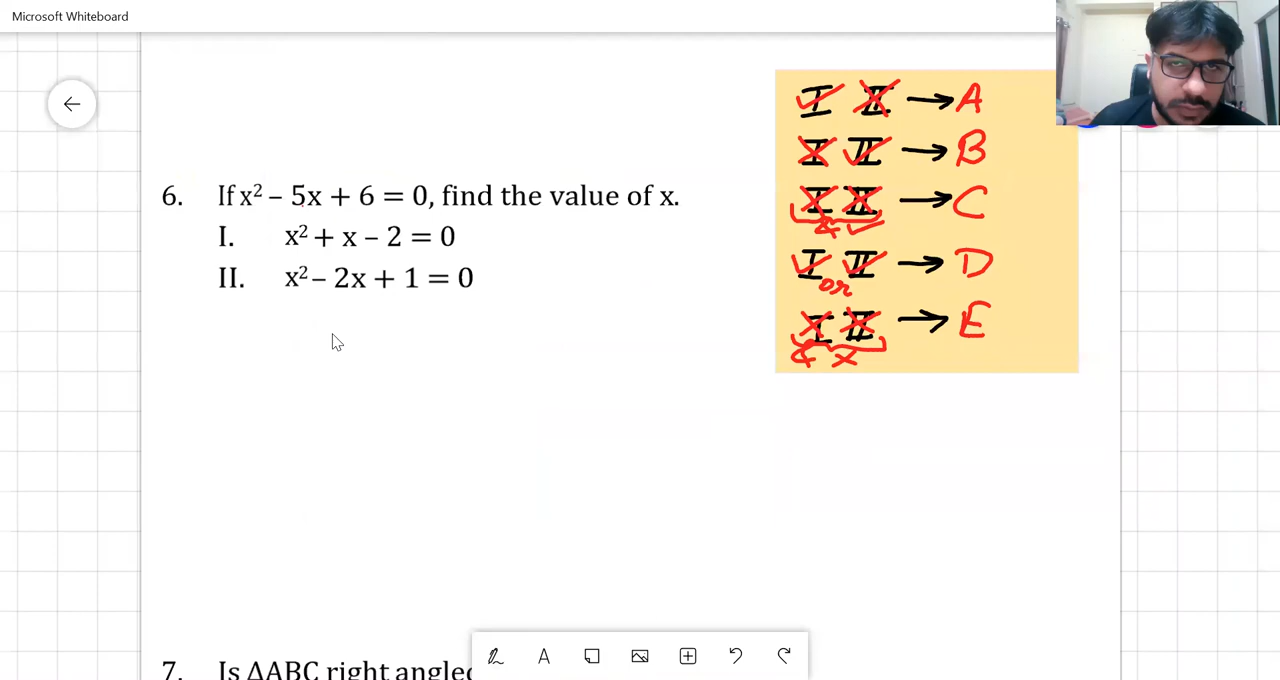 Microsoft Whiteboard
6. If x² – 5x + 6 = 0, find the value of x.
I. x² + x – 2 = 0
II. x² – 2x + 1 = 0
I II → A
I II → B
I II → C
&
I II → D
or
I II → E
&
7. Is ΔABC right angled
A